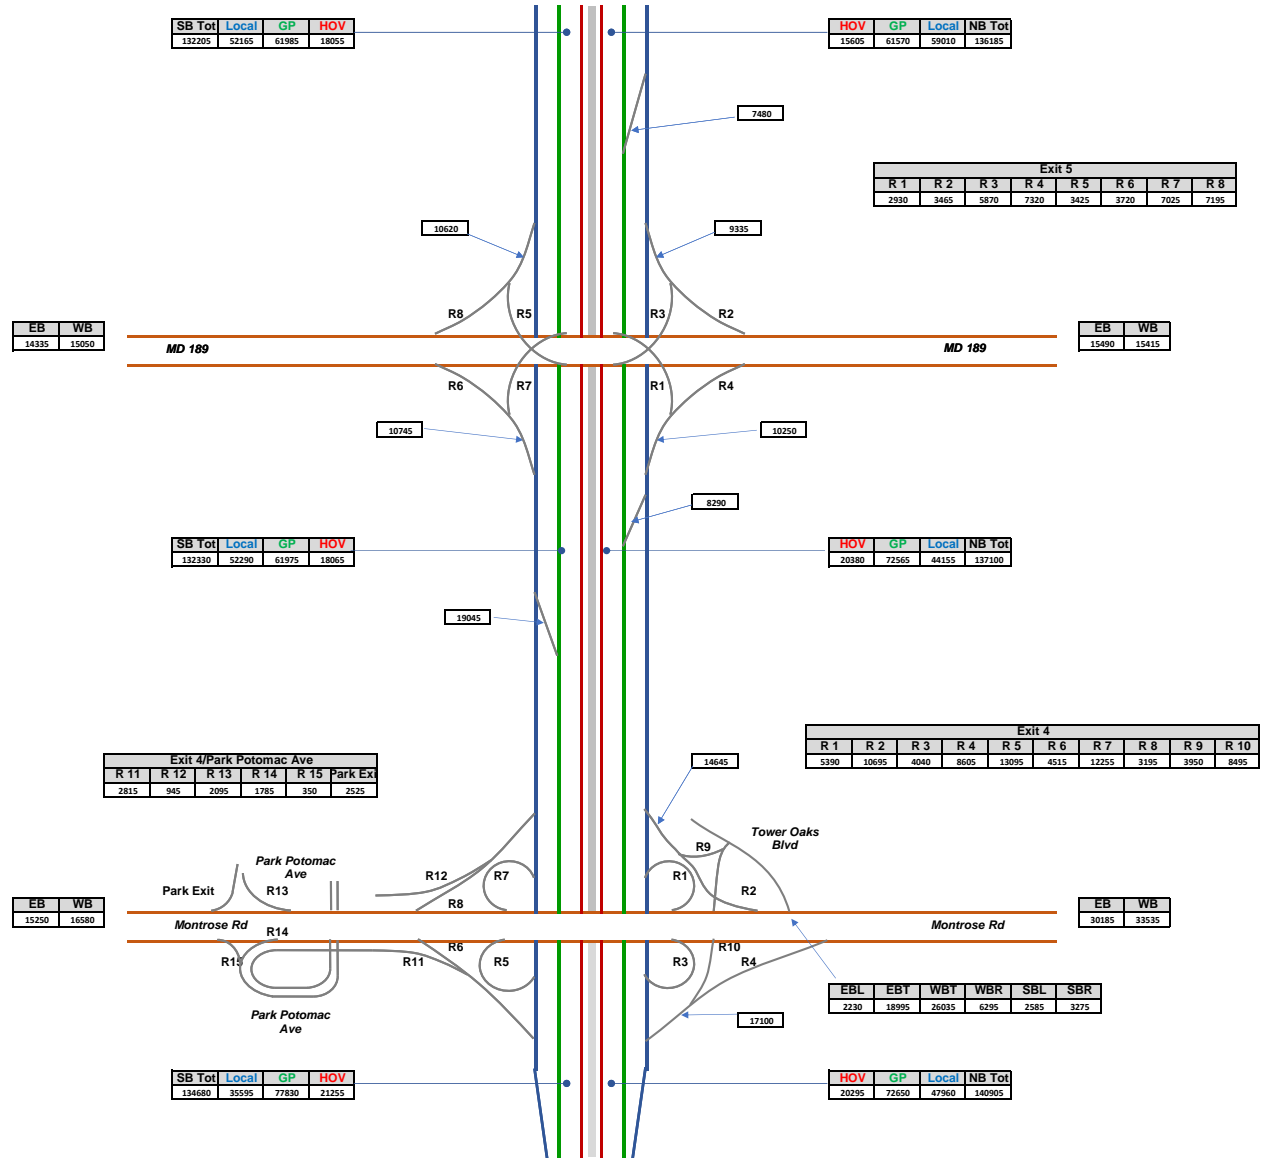 SB Tot Local GP HOV
132205 52165 61985 18055
HOV GP Local NB Tot
15605 61570 59010 136185
7480
Exit 5
R 1 R 2 R 3 R 4 R 5 R 6 R 7 R 8
2930 3465 5870 7320 3425 3720 7025 7195
10620
9335
R8 R5 R3 R2
EB WB
14335 15050
MD 189
MD 189
EB WB
15490 15415
R6 R7 R1 R4
10745
10250
8290
SB Tot Local GP HOV
132330 52290 61975 18065
HOV GP Local NB Tot
20380 72565 44155 137100
19045
Exit 4
R 1 R 2 R 3 R 4 R 5 R 6 R 7 R 8 R 9 R 10
5390 10695 4040 8605 13095 4515 12255 3195 3950 8495
Exit 4/Park Potomac Ave
R 11 R 12 R 13 R 14 R 15 Park Exi
2815 945 2095 1785 350 2525
14645
Tower Oaks
Blvd
Park Potomac
Ave
R9
Park Exit R13 R12 R7 R1 R2
R8
EB WB
15250 16580
Montrose Rd
Montrose Rd
EB WB
30185 33535
R14 R6 R10
R15 R11 R5 R3 R4
EBL EBT WBT WBR SBL SBR
2230 18995 26035 6295 2585 3275
Park Potomac
Ave
17100
SB Tot Local GP HOV
134680 35595 77830 21255
HOV GP Local NB Tot
20295 72650 47960 140905